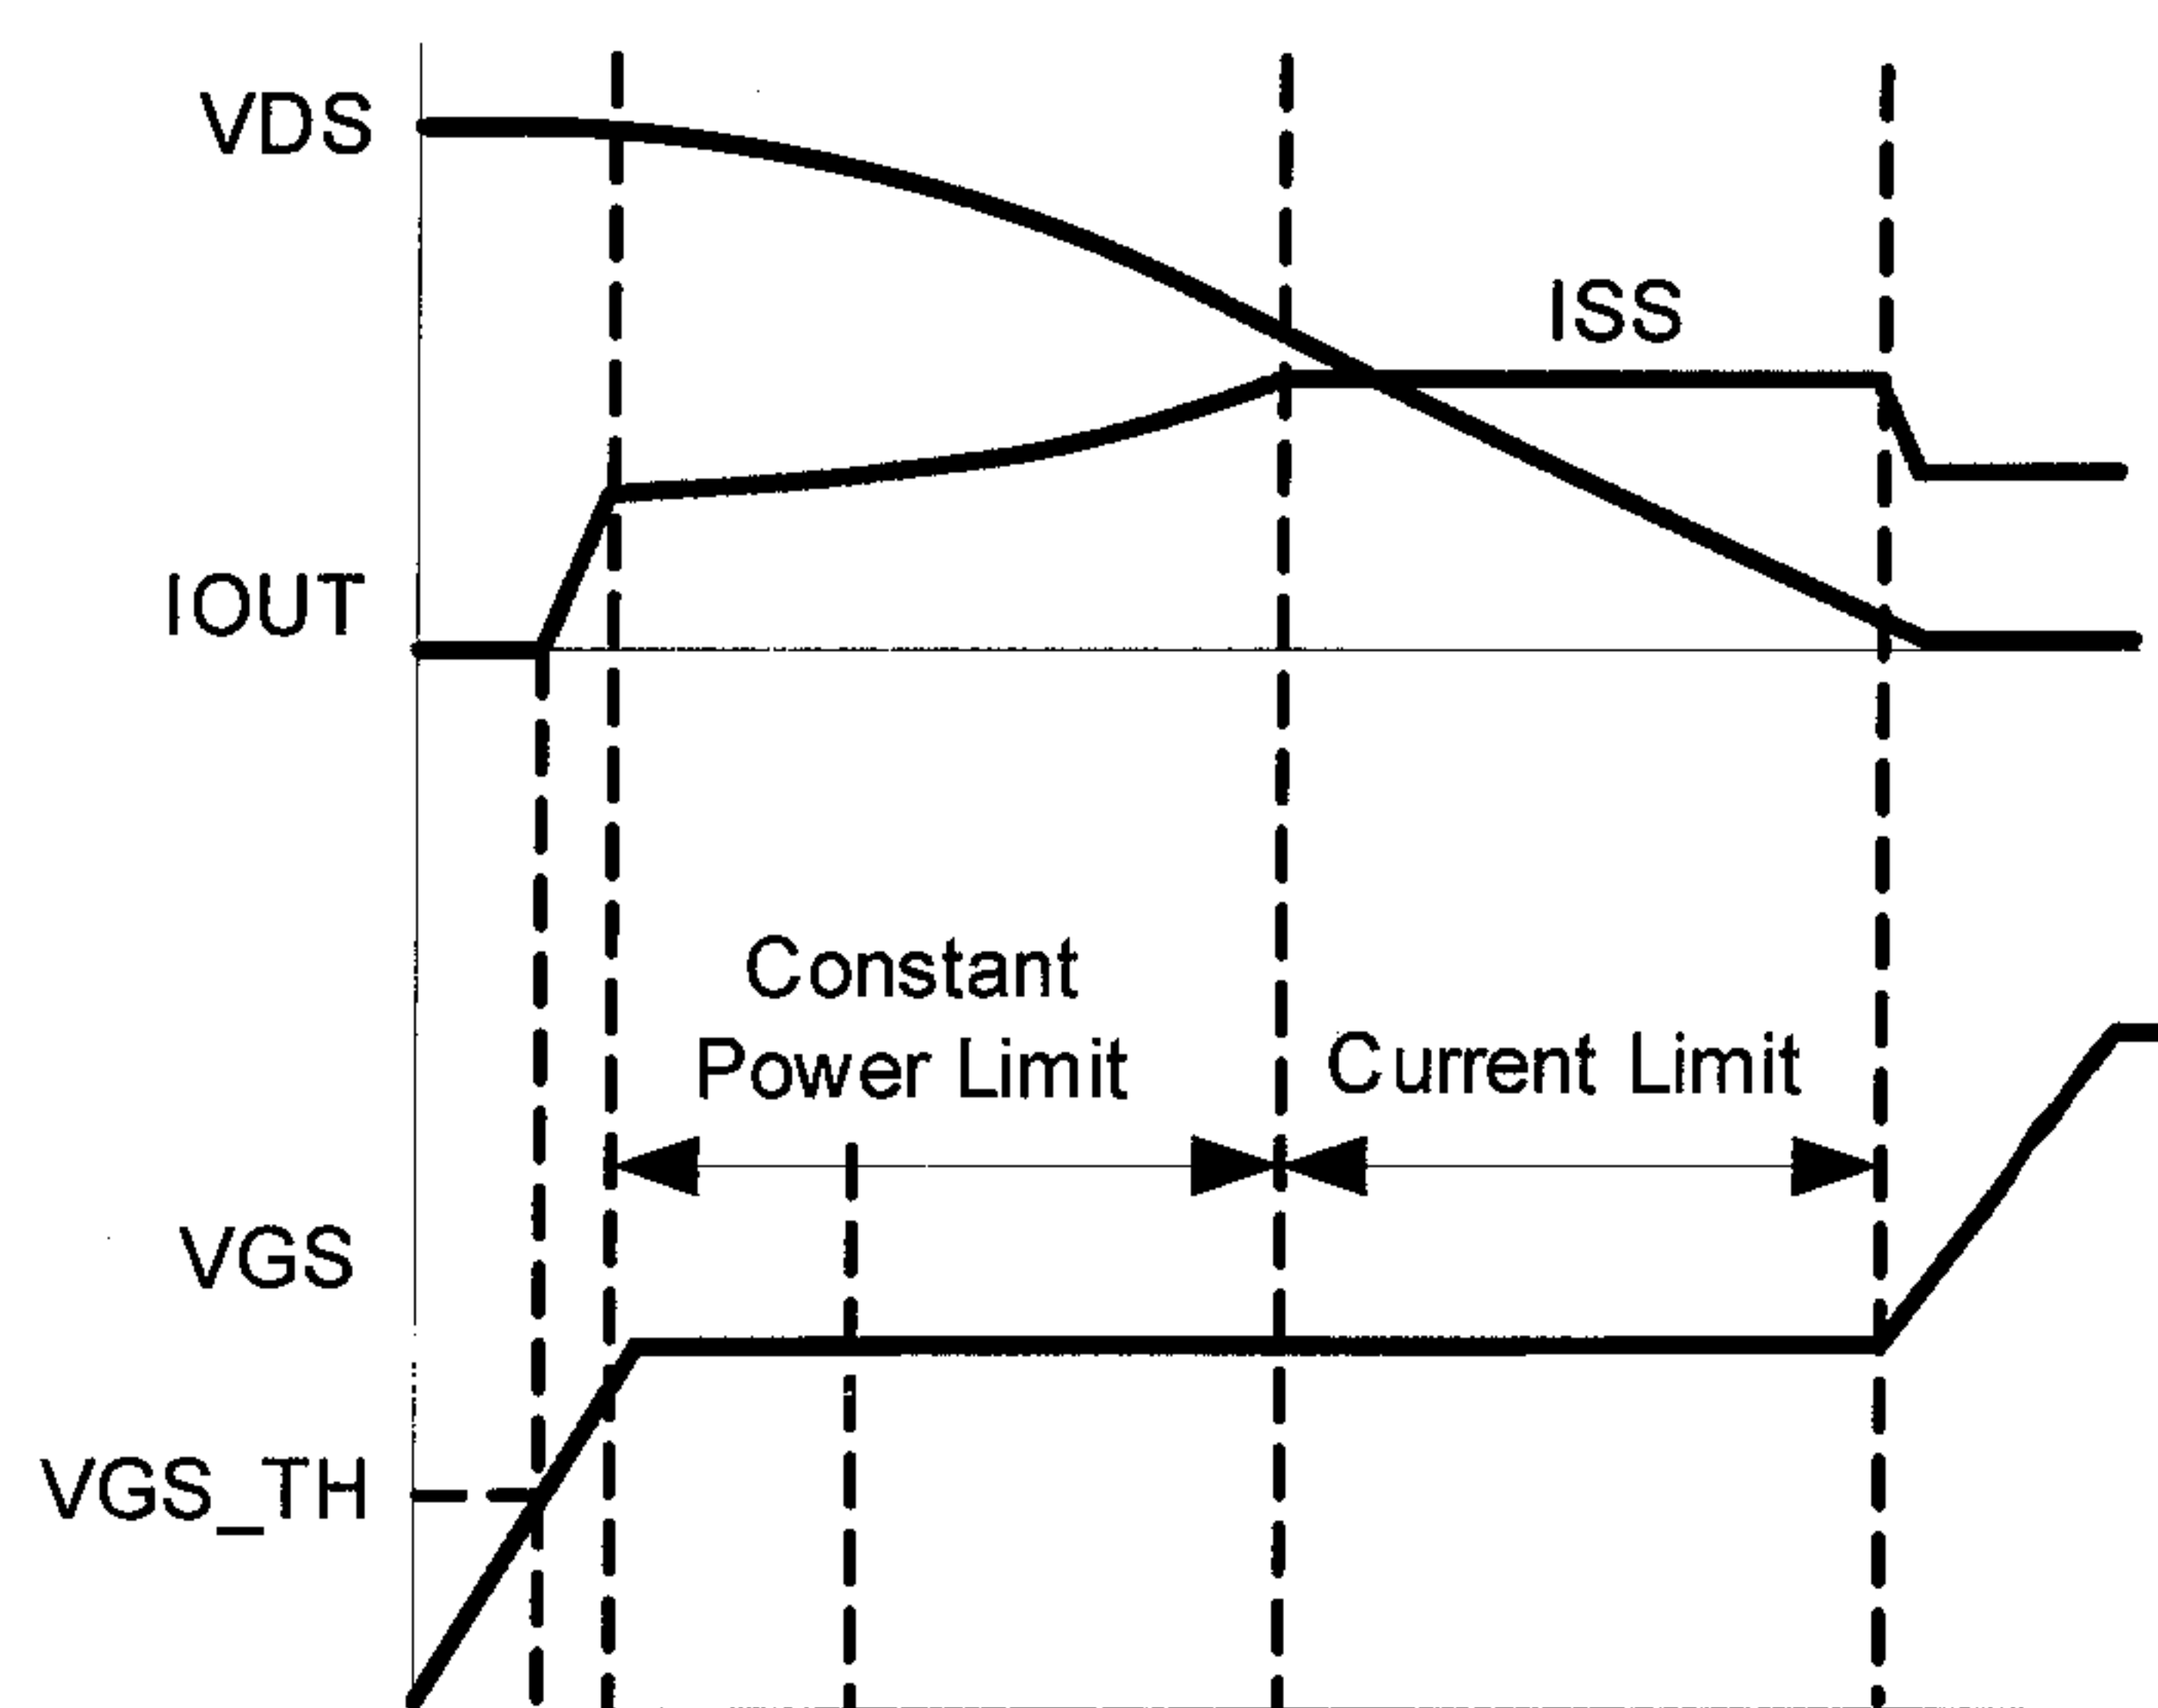 VDS
ISS
IOUT
Constant
Power Limit
Current Limit
VGS
VGS_TH